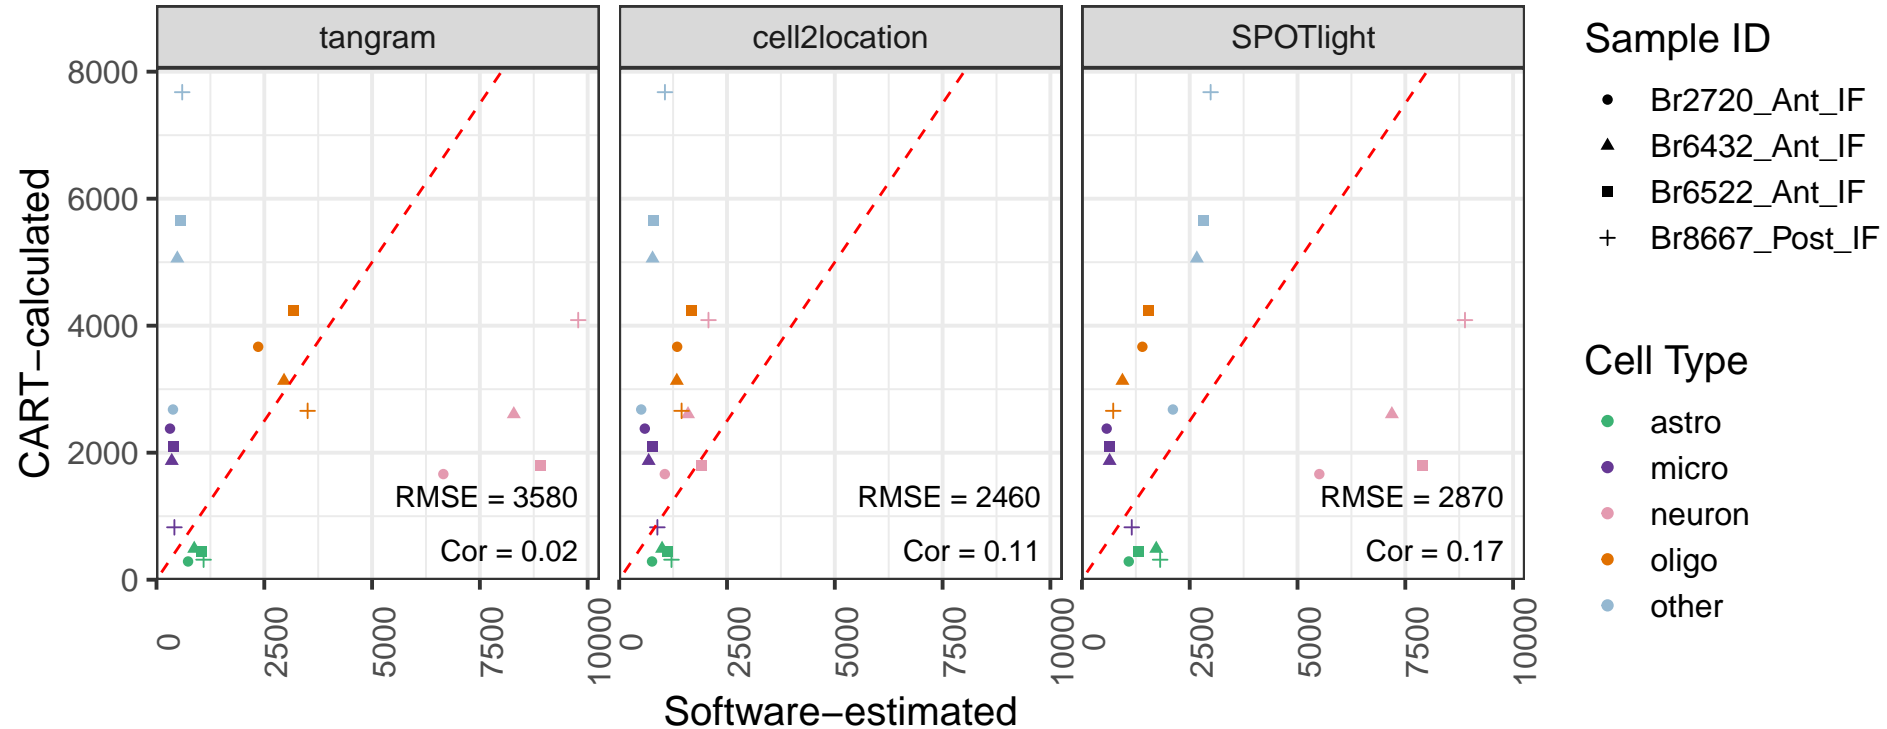 tangram
cell2location
SPOTlight
CART−calculated
8000
6000
4000
2000
0
RMSE = 3580
Cor = 0.02
RMSE = 2460
Cor = 0.11
RMSE = 2870
Cor = 0.17
0
2500
5000
7500
10000
0
2500
5000
7500
10000
0
2500
5000
7500
10000
Software−estimated
Sample ID
Br2720_Ant_IF
Br6432_Ant_IF
Br6522_Ant_IF
Br8667_Post_IF
Cell Type
astro
micro
neuron
oligo
other